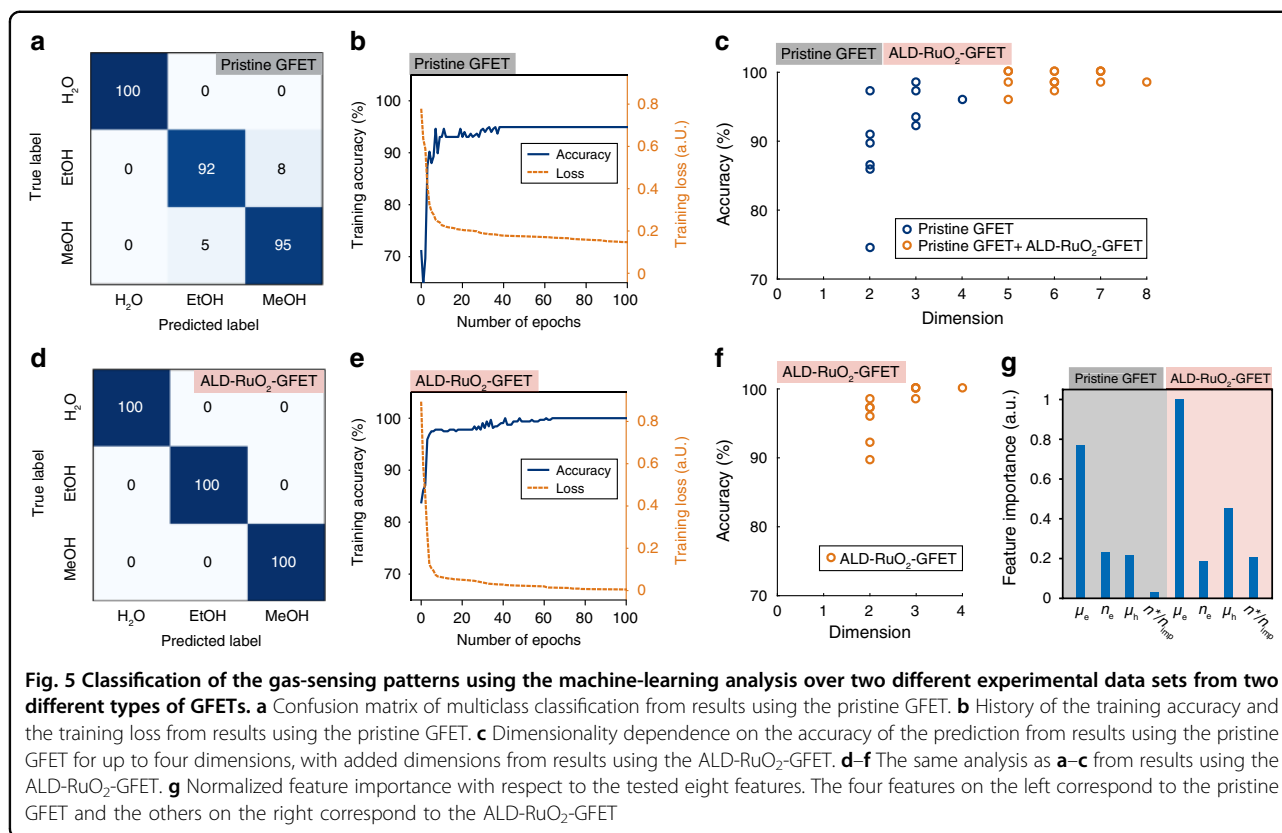 a
Pristine GFET
True label
H₂O
EtOH
MeOH
100 0 0
0 92 8
0 5 95
H₂O EtOH MeOH
Predicted label
b
Pristine GFET
Training accuracy (%)
100
90
80
70
0 20 40 60 80 100
Number of epochs
Accuracy
Loss
0.8
0.6
0.4
0.2
0
Training loss (a.U.)
c
Pristine GFET ALD-RuO₂-GFET
Accuracy (%)
100
90
80
70
0 1 2 3 4 5 6 7 8
Dimension
Pristine GFET
Pristine GFET+ ALD-RuO₂-GFET
d
ALD-RuO₂-GFET
True label
H₂O
EtOH
MeOH
100 0 0
0 100 0
0 0 100
H₂O EtOH MeOH
Predicted label
e
ALD-RuO₂-GFET
Training accuracy (%)
100
90
80
70
0 20 40 60 80 100
Number of epochs
Accuracy
Loss
0.8
0.6
0.4
0.2
0
Training loss (a.U.)
f
ALD-RuO₂-GFET
Accuracy (%)
100
90
90
70
0 1 2 3 4
Dimension
ALD-RuO₂-GFET
g
Pristine GFET ALD-RuO₂-GFET
Feature importance (a.u.)
1
0.8
0.6
0.4
0.2
0
μₑ nₑ μₕ n*/n_imp μₑ nₑ μₕ n*/n_imp
Fig. 5 Classification of the gas-sensing patterns using the machine-learning analysis over two different experimental data sets from two
different types of GFETs. a Confusion matrix of multiclass classification from results using the pristine GFET. b History of the training accuracy and
the training loss from results using the pristine GFET. c Dimensionality dependence on the accuracy of the prediction from results using the pristine
GFET for up to four dimensions, with added dimensions from results using the ALD-RuO₂-GFET. d–f The same analysis as a–c from results using the
ALD-RuO₂-GFET. g Normalized feature importance with respect to the tested eight features. The four features on the left correspond to the pristine
GFET and the others on the right correspond to the ALD-RuO₂-GFET